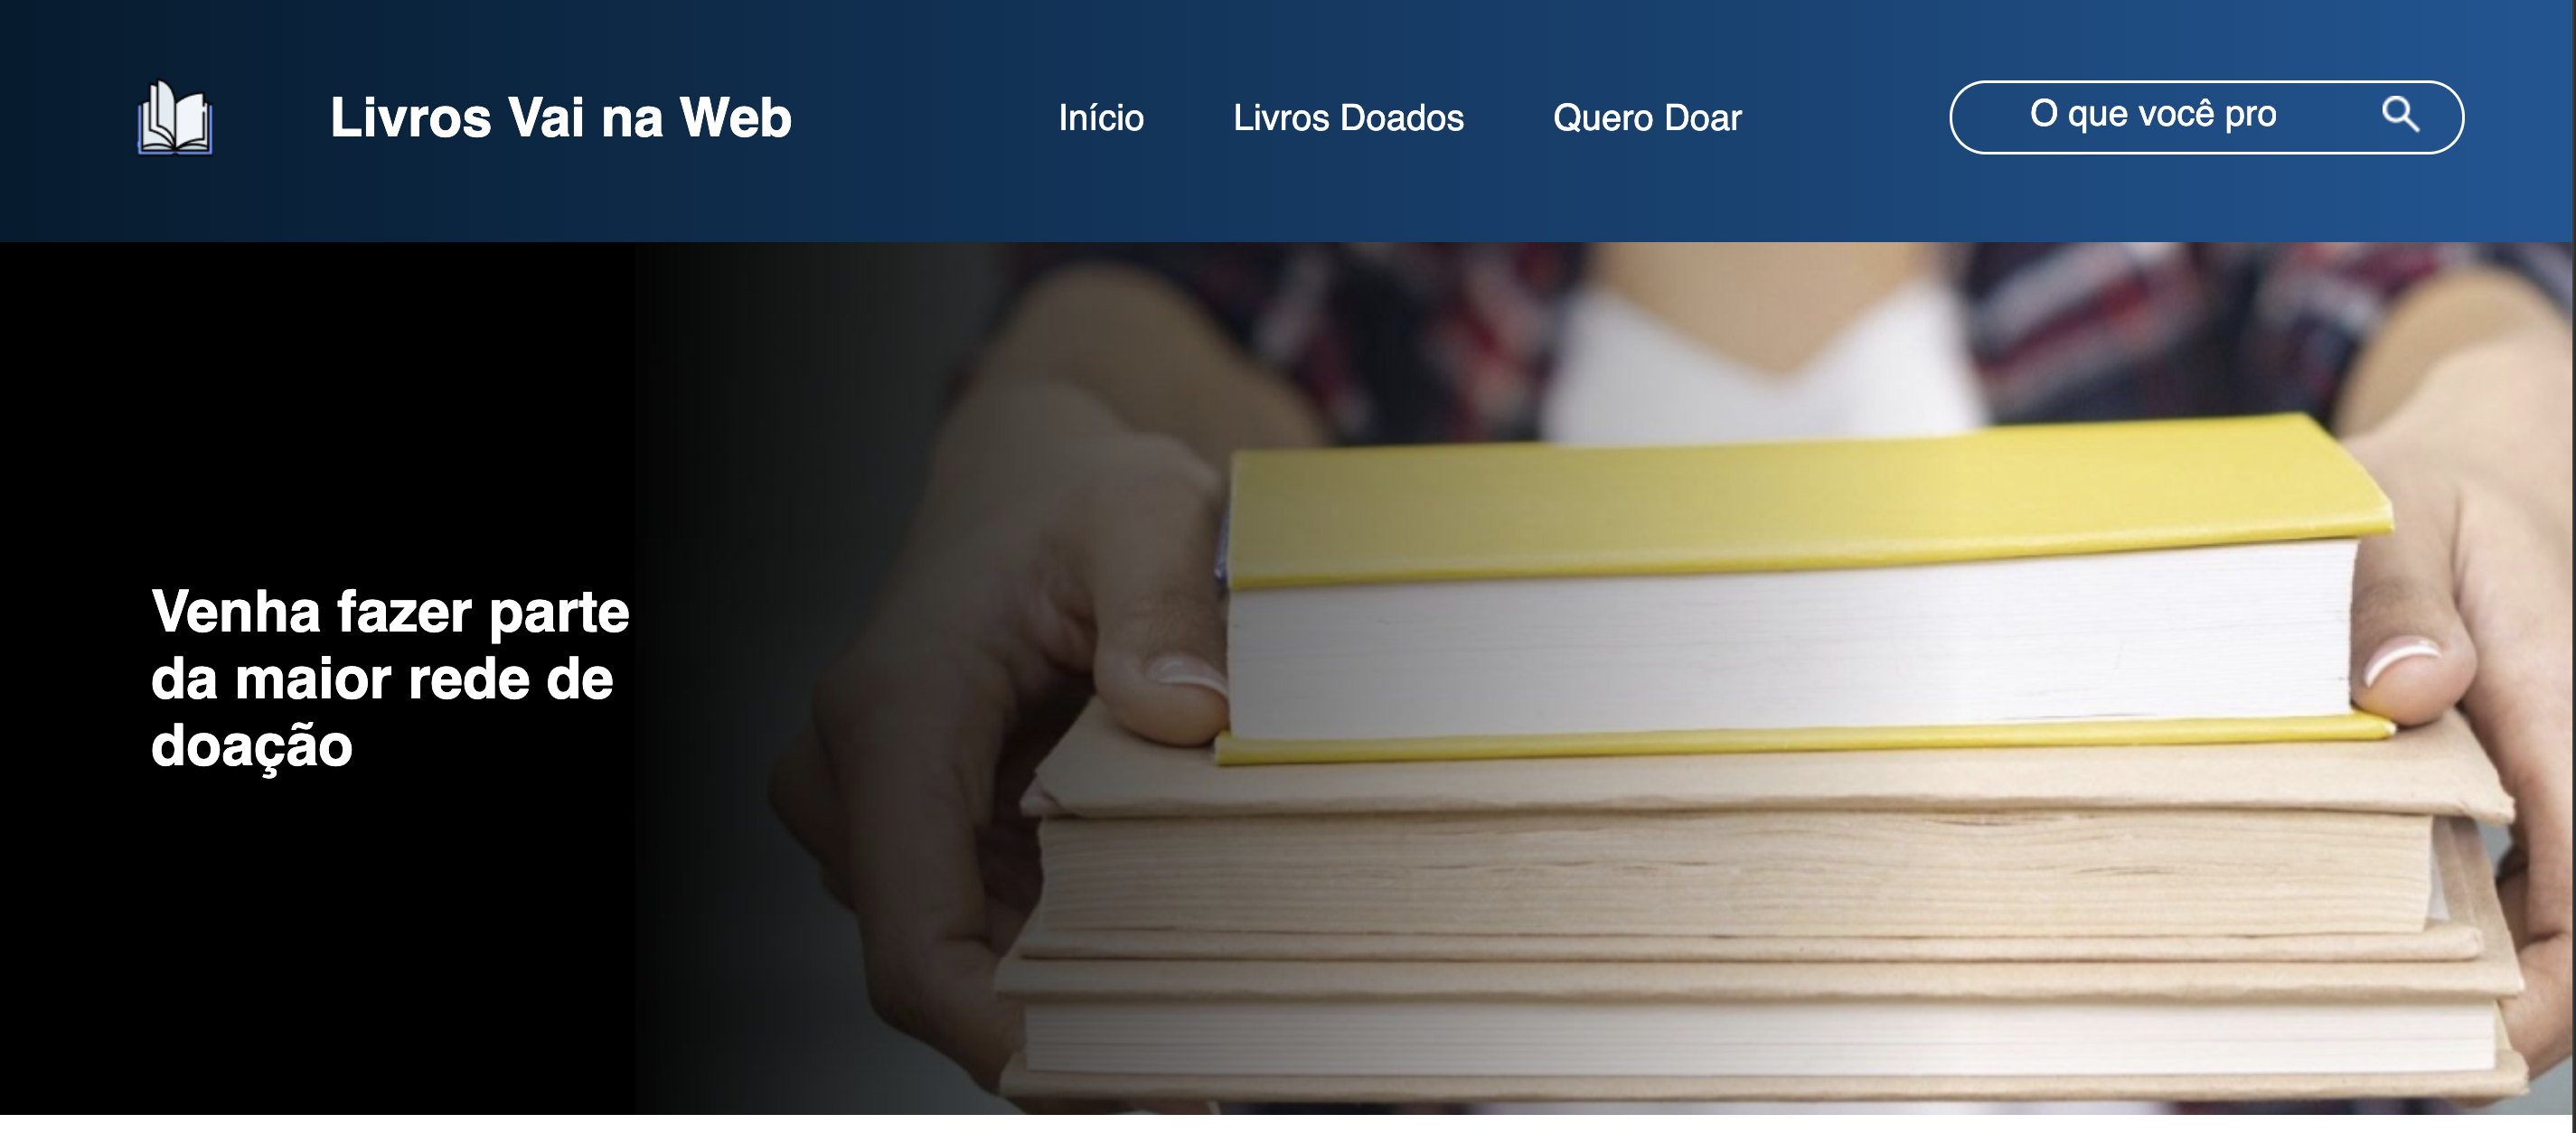 Livros Vai na Web
Início
Livros Doados
Quero Doar
O que você pro
Venha fazer parte
da maior rede de
doação